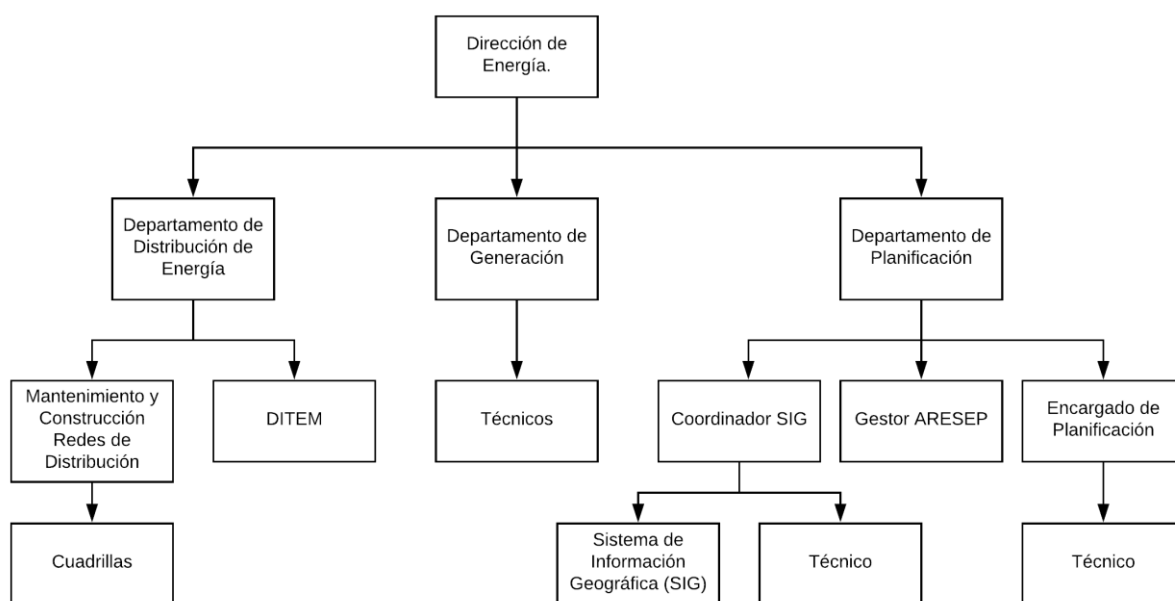 Dirección de
Energía.
Departamento de
Distribución de
Energía
Departamento de
Generación
Departamento de
Planificación
Mantenimiento y
Construcción
Redes de
Distribución
DITEM
Técnicos
Coordinador SIG
Gestor ARESEP
Encargado de
Planificación
Cuadrillas
Sistema de
Información
Geográfica (SIG)
Técnico
Técnico